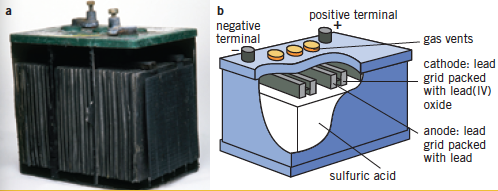 a
b
negative
terminal
–
positive terminal
+
gas vents
cathode: lead
grid packed
with lead(IV)
oxide
anode: lead
grid packed
with lead
sulfuric acid